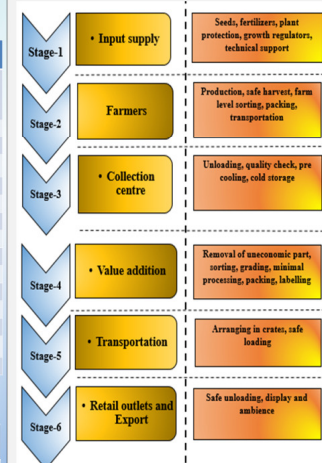 Stage-1
• Input supply
Seeds, fertilizers, plant
protection, growth regulators,
technical support
Stage-2
Farmers
Production, safe harvest, farm
level sorting, packing,
transportation
Stage-3
• Collection
centre
Unloading, quality check, pre
cooling, cold storage
Stage-4
• Value addition
Removal of uneconomic part,
sorting, grading, minimal
processing, packing, labelling
Stage-5
• Transportation
Arranging in crates, safe
loading
Stage-6
• Retail outlets and
Export
Safe unloading, display and
ambience